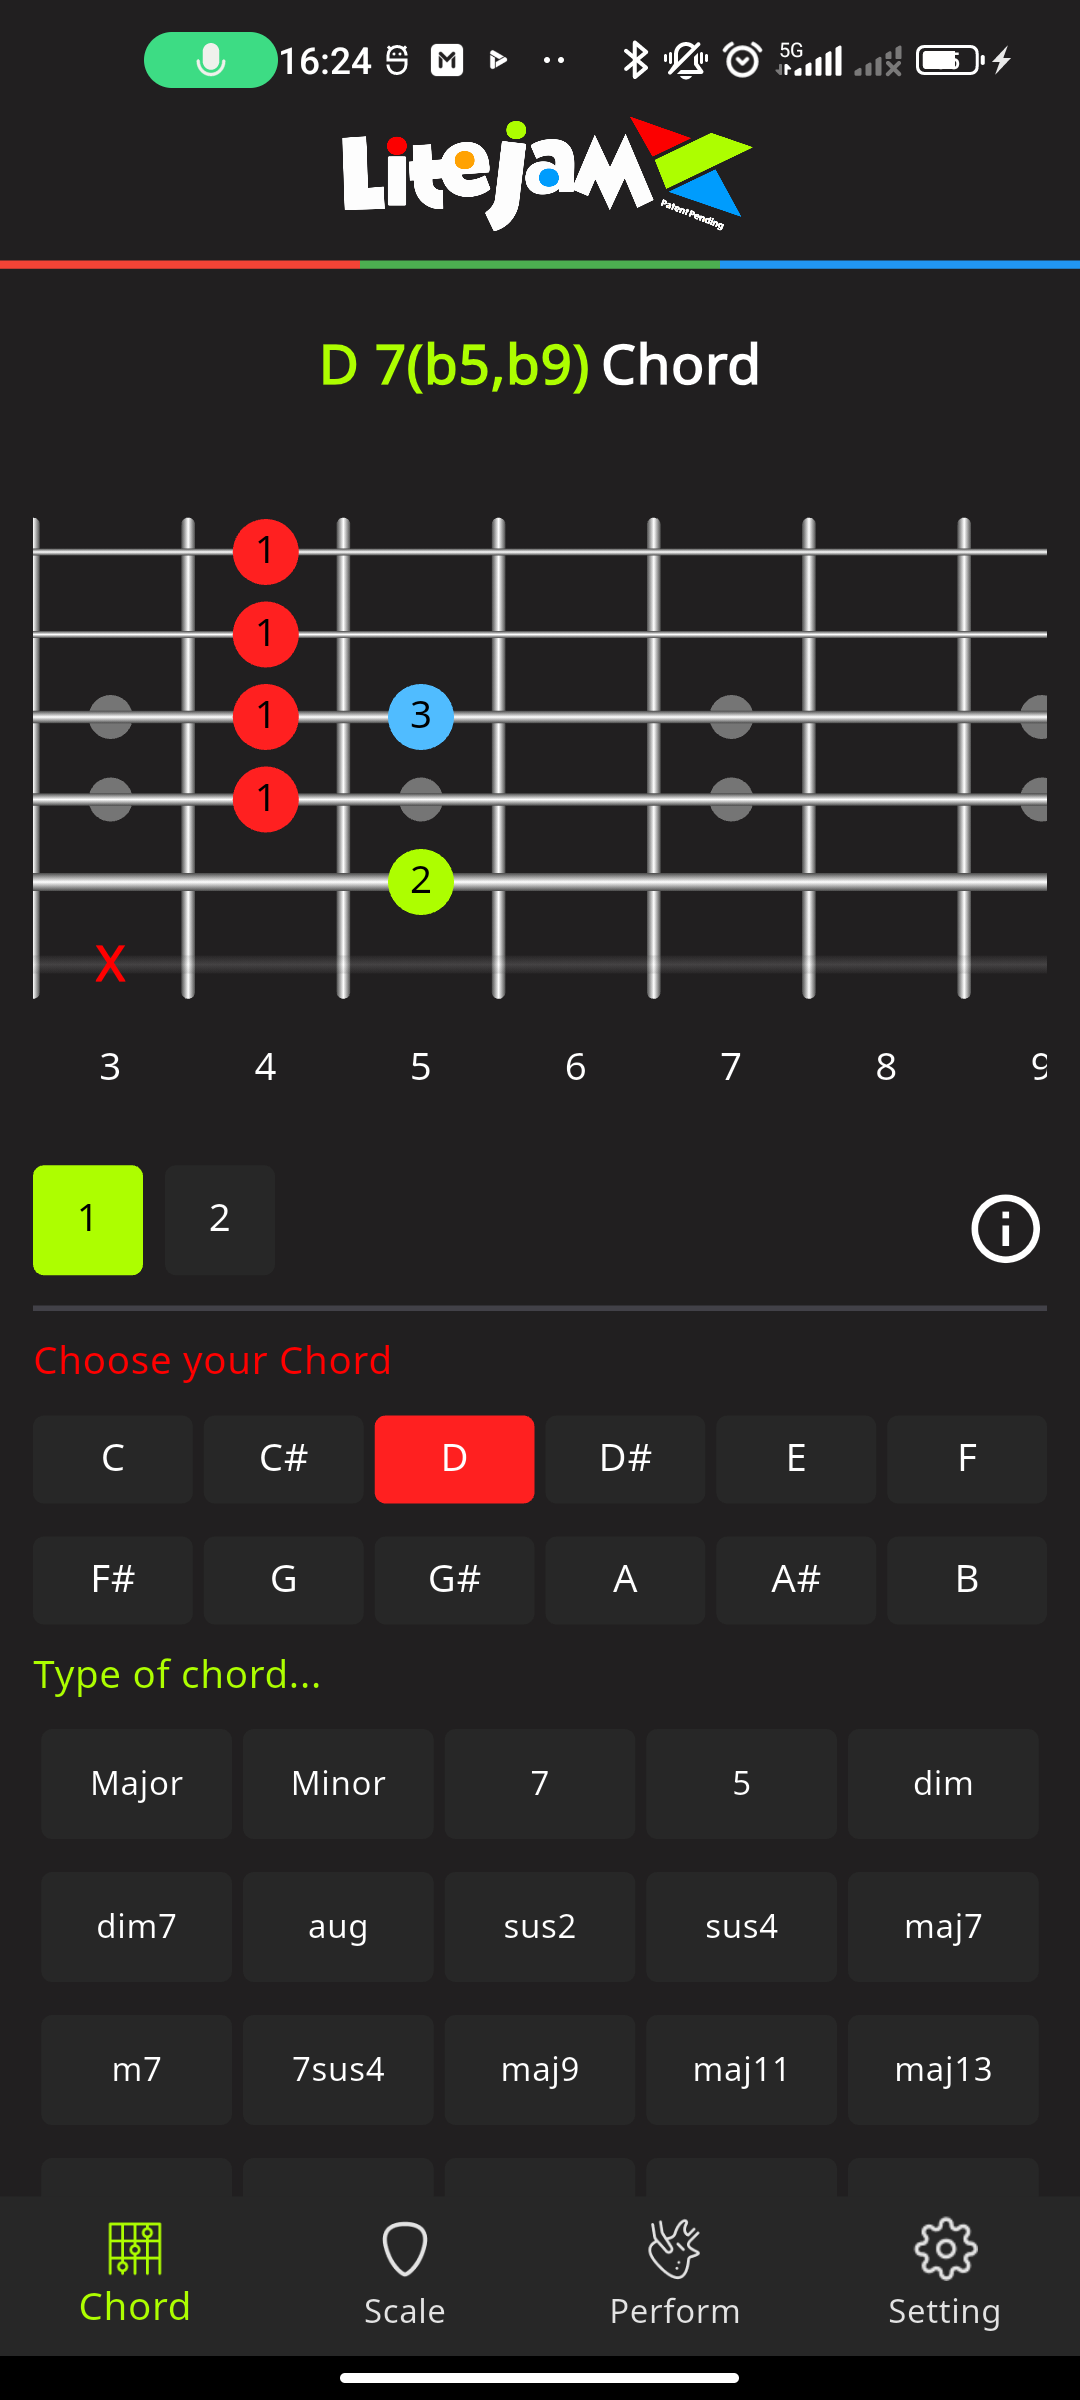 16:24 5G
Litejam
Patent Pending
D 7(b5,b9) Chord
1
1
1 3
1
2
X
3 4 5 6 7 8 9
1 2
Choose your Chord
C C# D D# E F
F# G G# A A# B
Type of chord...
Major Minor 7 5 dim
dim7 aug sus2 sus4 maj7
m7 7sus4 maj9 maj11 maj13
Chord Scale Perform Setting